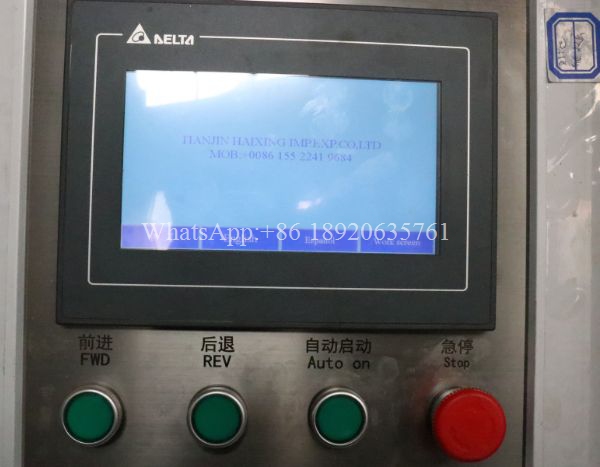 DELTA
TIANJIN HAIXING IMP.EXP.CO,LTD
MOB:+0086 155 2241 9684
WhatsApp:+86 18920635761
Español
Work screen
前进
FWD
后退
REV
自动启动
Auto on
急停
Stop